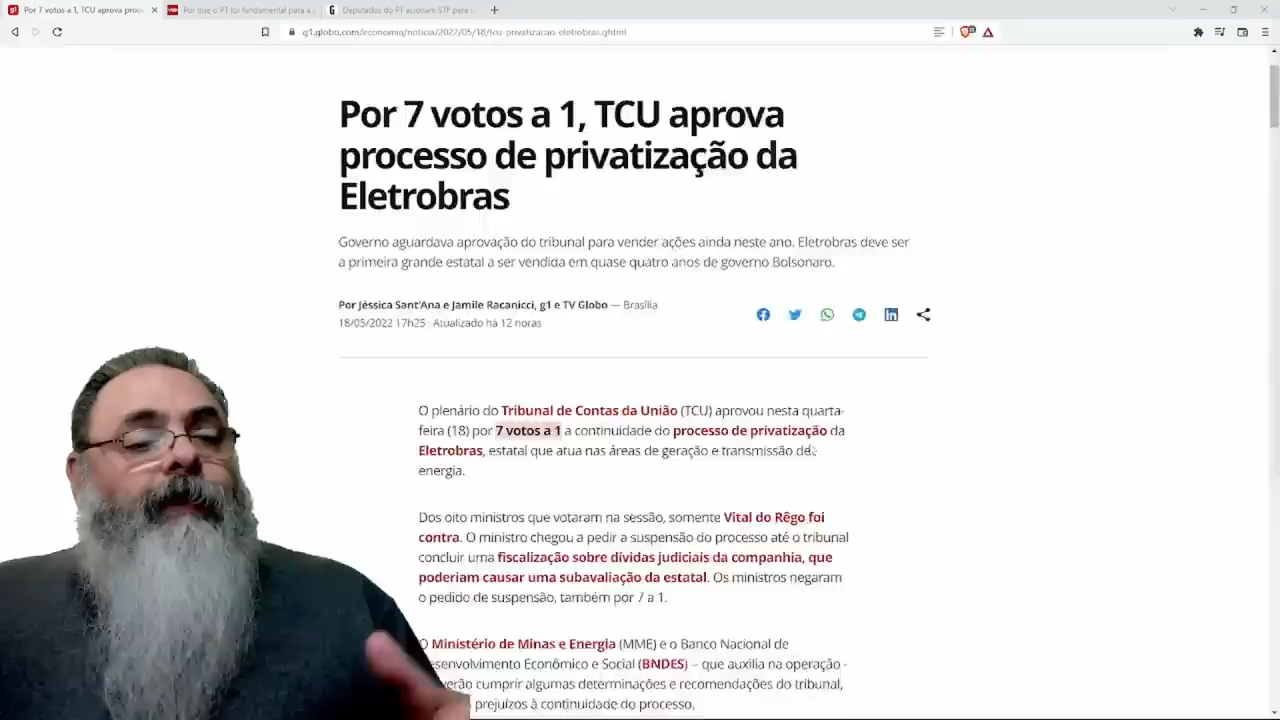 g1 Por 7 votos a 1, TCU aprova proc
Por que o PT foi fundamental para a
G Deputados do PT acionam STF para s
g1.globo.com/economia/noticia/2022/05/18/tcu-privatizacao-eletrobras.ghtml
Por 7 votos a 1, TCU aprova
processo de privatização da
Eletrobras
Governo aguardava aprovação do tribunal para vender ações ainda neste ano. Eletrobras deve ser
a primeira grande estatal a ser vendida em quase quatro anos de governo Bolsonaro.
Por Jéssica Sant'Ana e Jamile Racanicci, g1 e TV Globo — Brasília
18/05/2022 17h25 Atualizado há 12 horas
O plenário do Tribunal de Contas da União (TCU) aprovou nesta quarta-
feira (18) por 7 votos a 1 a continuidade do processo de privatização da
Eletrobras, estatal que atua nas áreas de geração e transmissão de
energia.
Dos oito ministros que votaram na sessão, somente Vital do Rêgo foi
contra. O ministro chegou a pedir a suspensão do processo até o tribunal
concluir uma fiscalização sobre dívidas judiciais da companhia, que
poderiam causar uma subavaliação da estatal. Os ministros negaram
o pedido de suspensão, também por 7 a 1.
O Ministério de Minas e Energia (MME) e o Banco Nacional de
esenvolvimento Econômico e Social (BNDES) – que auxilia na operação -
verão cumprir algumas determinações e recomendações do tribunal,
prejuízos à continuidade do processo.